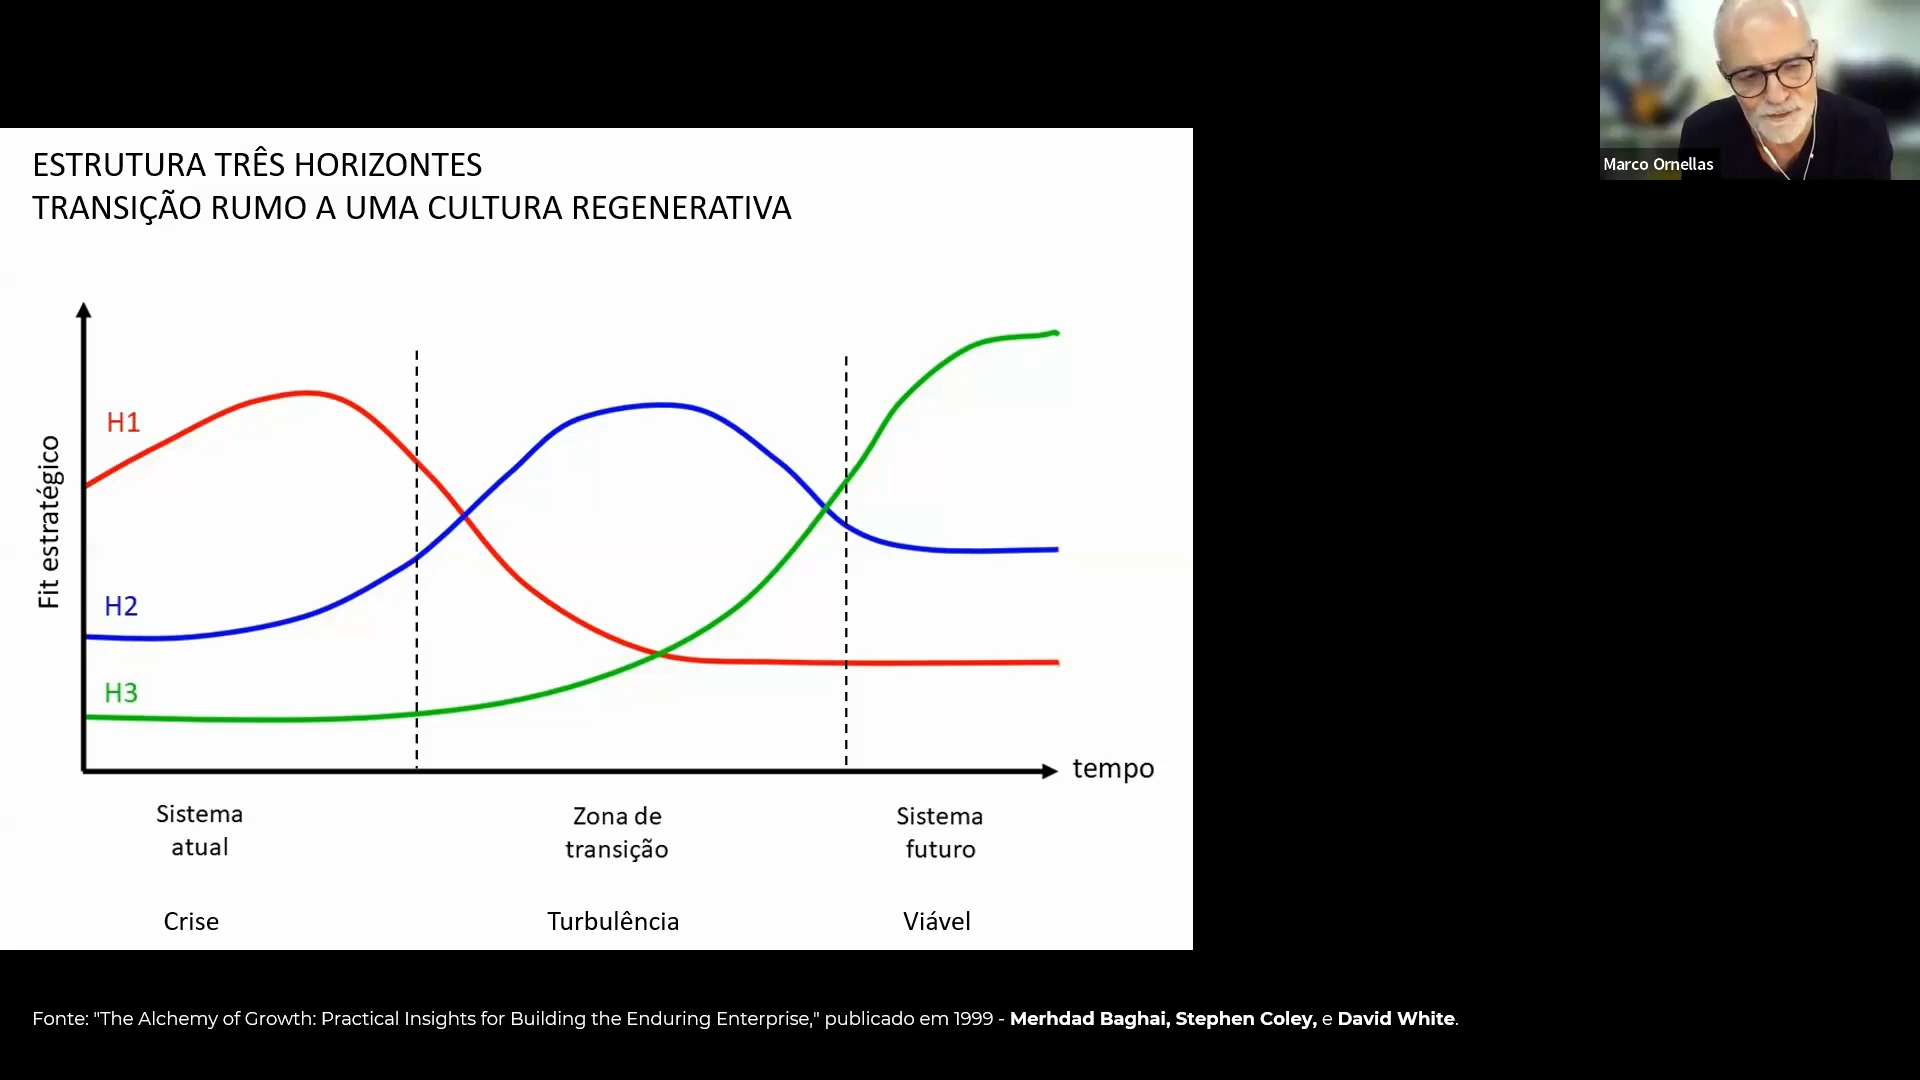 Marco Ornellas
ESTRUTURA TRÊS HORIZONTES
TRANSIÇÃO RUMO A UMA CULTURA REGENERATIVA
Fit estratégico
H1
H2
H3
tempo
Sistema
atual
Zona de
transição
Sistema
futuro
Crise
Turbulência
Viável
Fonte: "The Alchemy of Growth: Practical Insights for Building the Enduring Enterprise," publicado em 1999 - Merhdad Baghai, Stephen Coley, e David White.